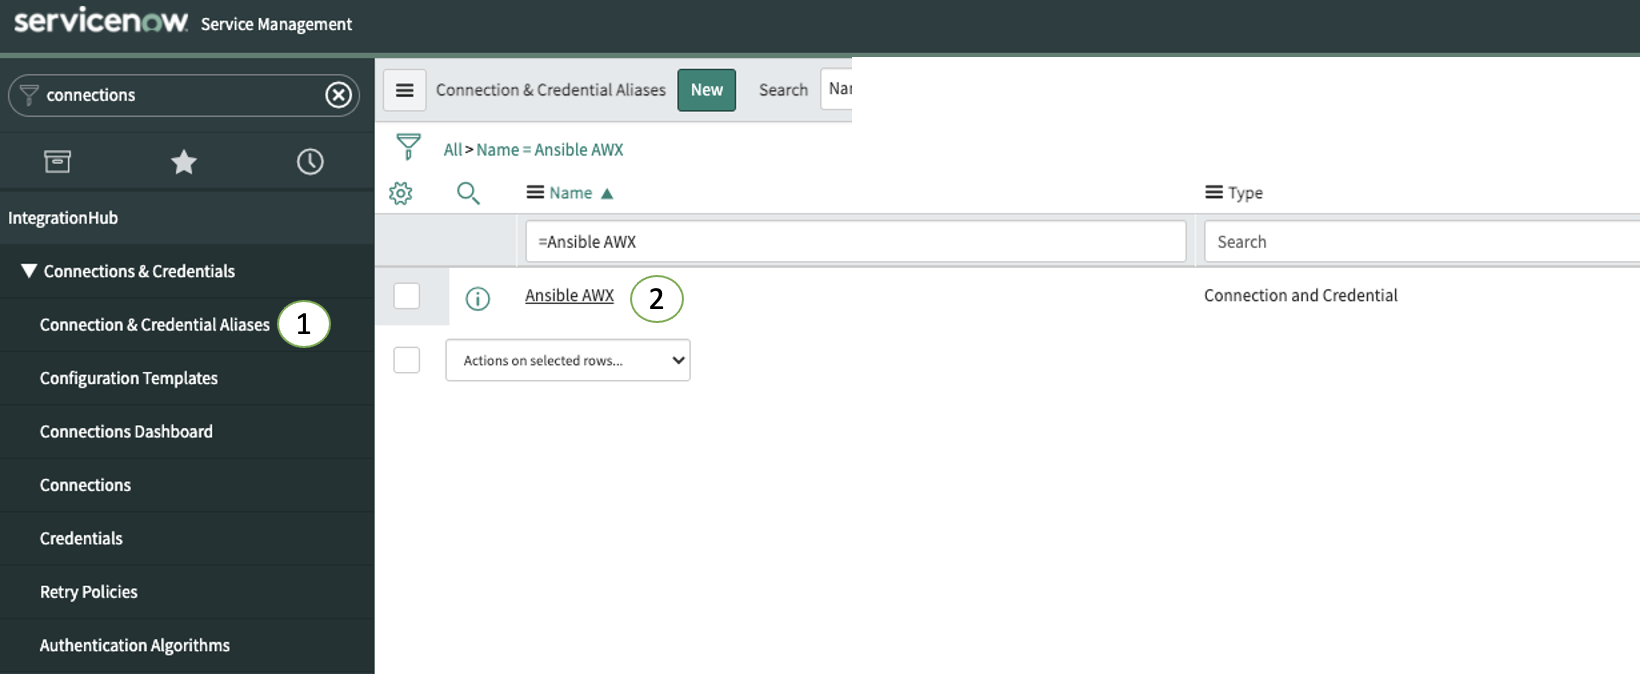 servicenow. Service Management
connections
Connection & Credential Aliases New Search Nar
All > Name = Ansible AWX
Name ▲ Type
=Ansible AWX Search
Ansible AWX 2 Connection and Credential
Actions on selected rows...
IntegrationHub
▼ Connections & Credentials
Connection & Credential Aliases 1
Configuration Templates
Connections Dashboard
Connections
Credentials
Retry Policies
Authentication Algorithms